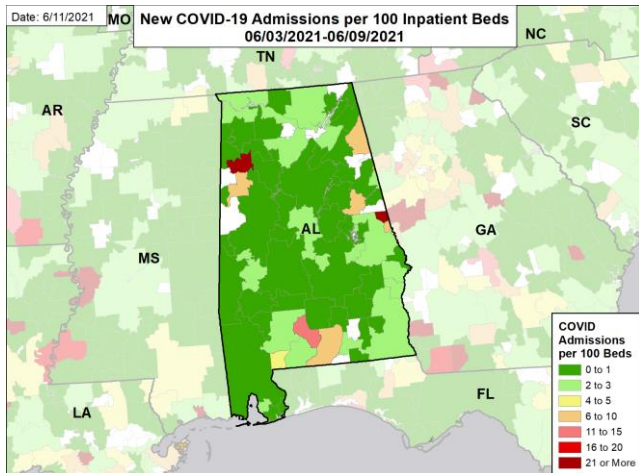 Date: 6/11/2021
New COVID-19 Admissions per 100 Inpatient Beds
06/03/2021-06/09/2021
MO
TN
NC
AR
SC
MS
AL
GA
LA
FL
COVID
Admissions
per 100 Beds
0 to 1
2 to 3
4 to 5
6 to 10
11 to 15
16 to 20
21 or More